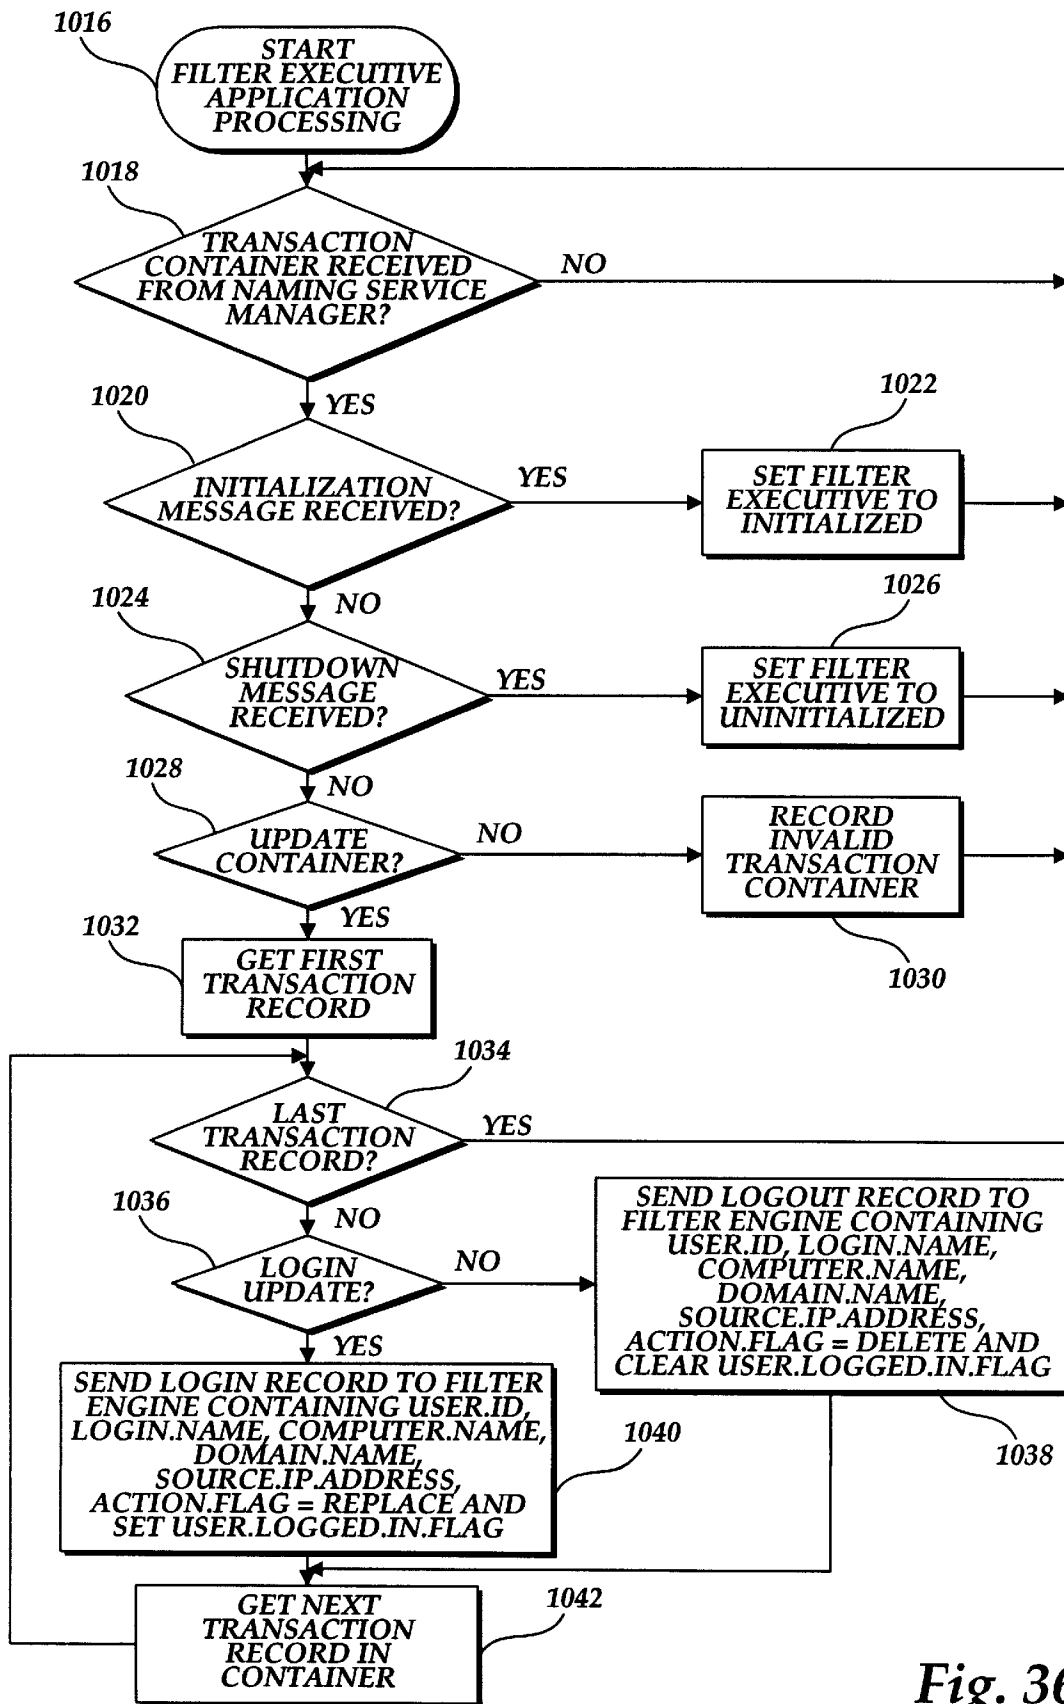 1016
START
FILTER EXECUTIVE
APPLICATION
PROCESSING
1018
TRANSACTION
CONTAINER RECEIVED
FROM NAMING SERVICE
MANAGER?
NO
YES
1020
INITIALIZATION
MESSAGE RECEIVED?
YES
1022
SET FILTER
EXECUTIVE TO
INITIALIZED
NO
1024
SHUTDOWN
MESSAGE
RECEIVED?
YES
1026
SET FILTER
EXECUTIVE TO
UNINITIALIZED
NO
1028
UPDATE
CONTAINER?
NO
RECORD
INVALID
TRANSACTION
CONTAINER
1030
YES
1032
GET FIRST
TRANSACTION
RECORD
1034
LAST
TRANSACTION
RECORD?
YES
NO
1036
LOGIN
UPDATE?
NO
SEND LOGOUT RECORD TO
FILTER ENGINE CONTAINING
USER.ID, LOGIN.NAME,
COMPUTER.NAME,
DOMAIN.NAME,
SOURCE.IP.ADDRESS,
ACTION.FLAG = DELETE AND
CLEAR USER.LOGGED.IN.FLAG
1038
YES
SEND LOGIN RECORD TO FILTER
ENGINE CONTAINING USER.ID,
LOGIN.NAME, COMPUTER.NAME,
DOMAIN.NAME,
SOURCE.IP.ADDRESS,
ACTION.FLAG = REPLACE AND
SET USER.LOGGED.IN.FLAG
1040
GET NEXT
TRANSACTION
RECORD IN
CONTAINER
1042
Fig. 36